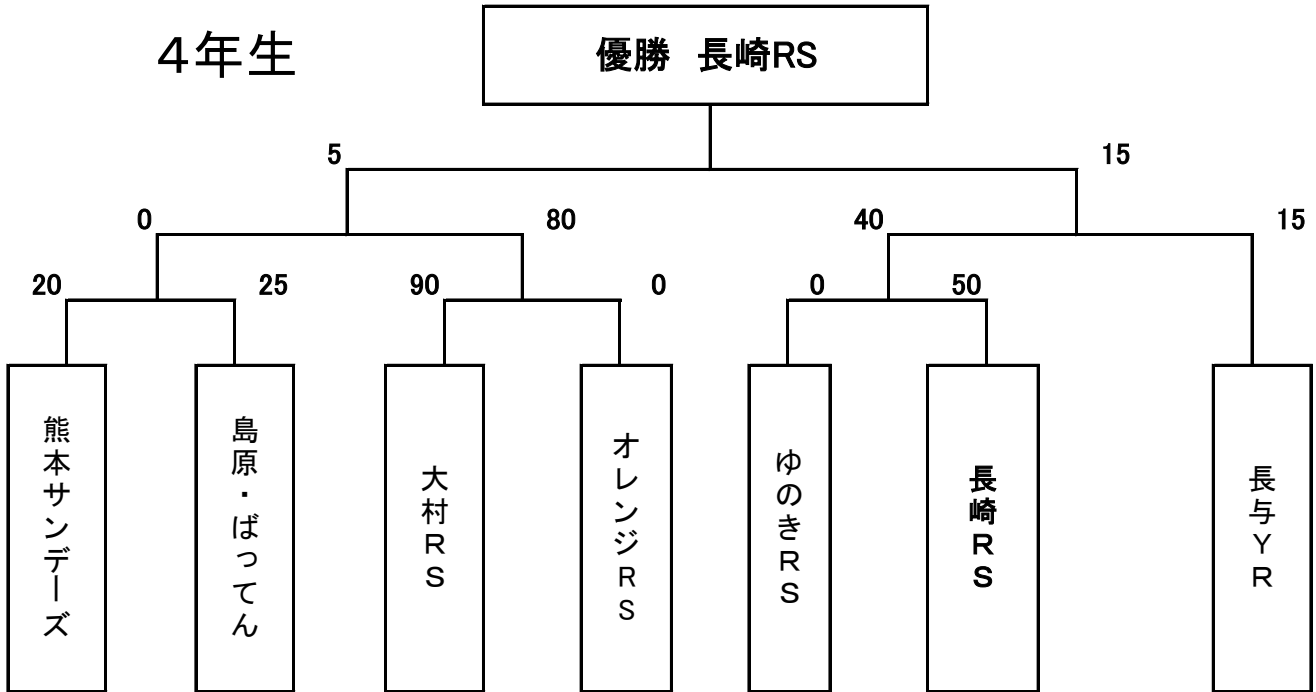 ４年生
優勝　長崎RS
5
15
0
80
40
15
20
25
90
0
0
50
熊本サンデーズ
島原・ばってん
大村ＲＳ
オレンジＲＳ
ゆのきＲＳ
長崎ＲＳ
長与ＹＲ